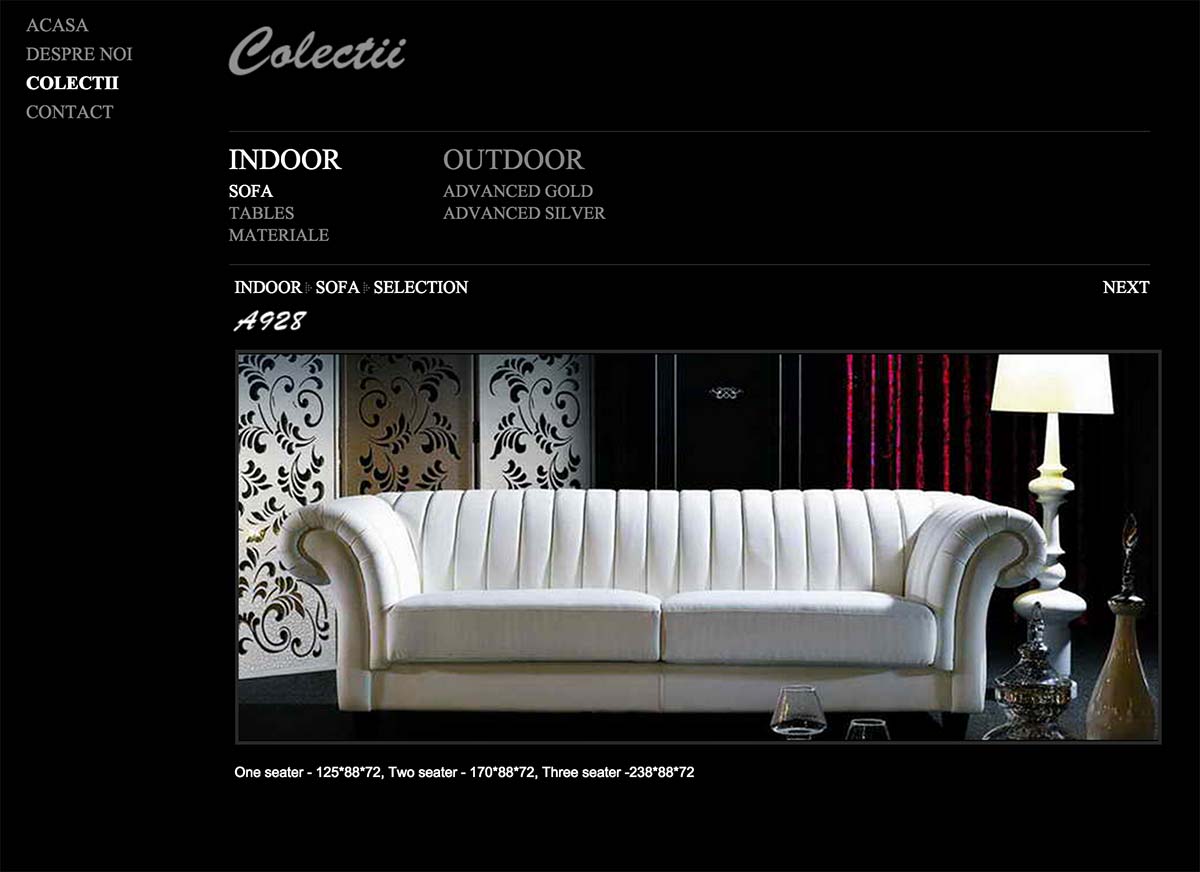 ACASA
DESPRE NOI
COLECTII
CONTACT
Colectii
INDOOR
SOFA
TABLES
MATERIALE
OUTDOOR
ADVANCED GOLD
ADVANCED SILVER
INDOOR SOFA SELECTION
NEXT
A928
One seater - 125*88*72, Two seater - 170*88*72, Three seater -238*88*72